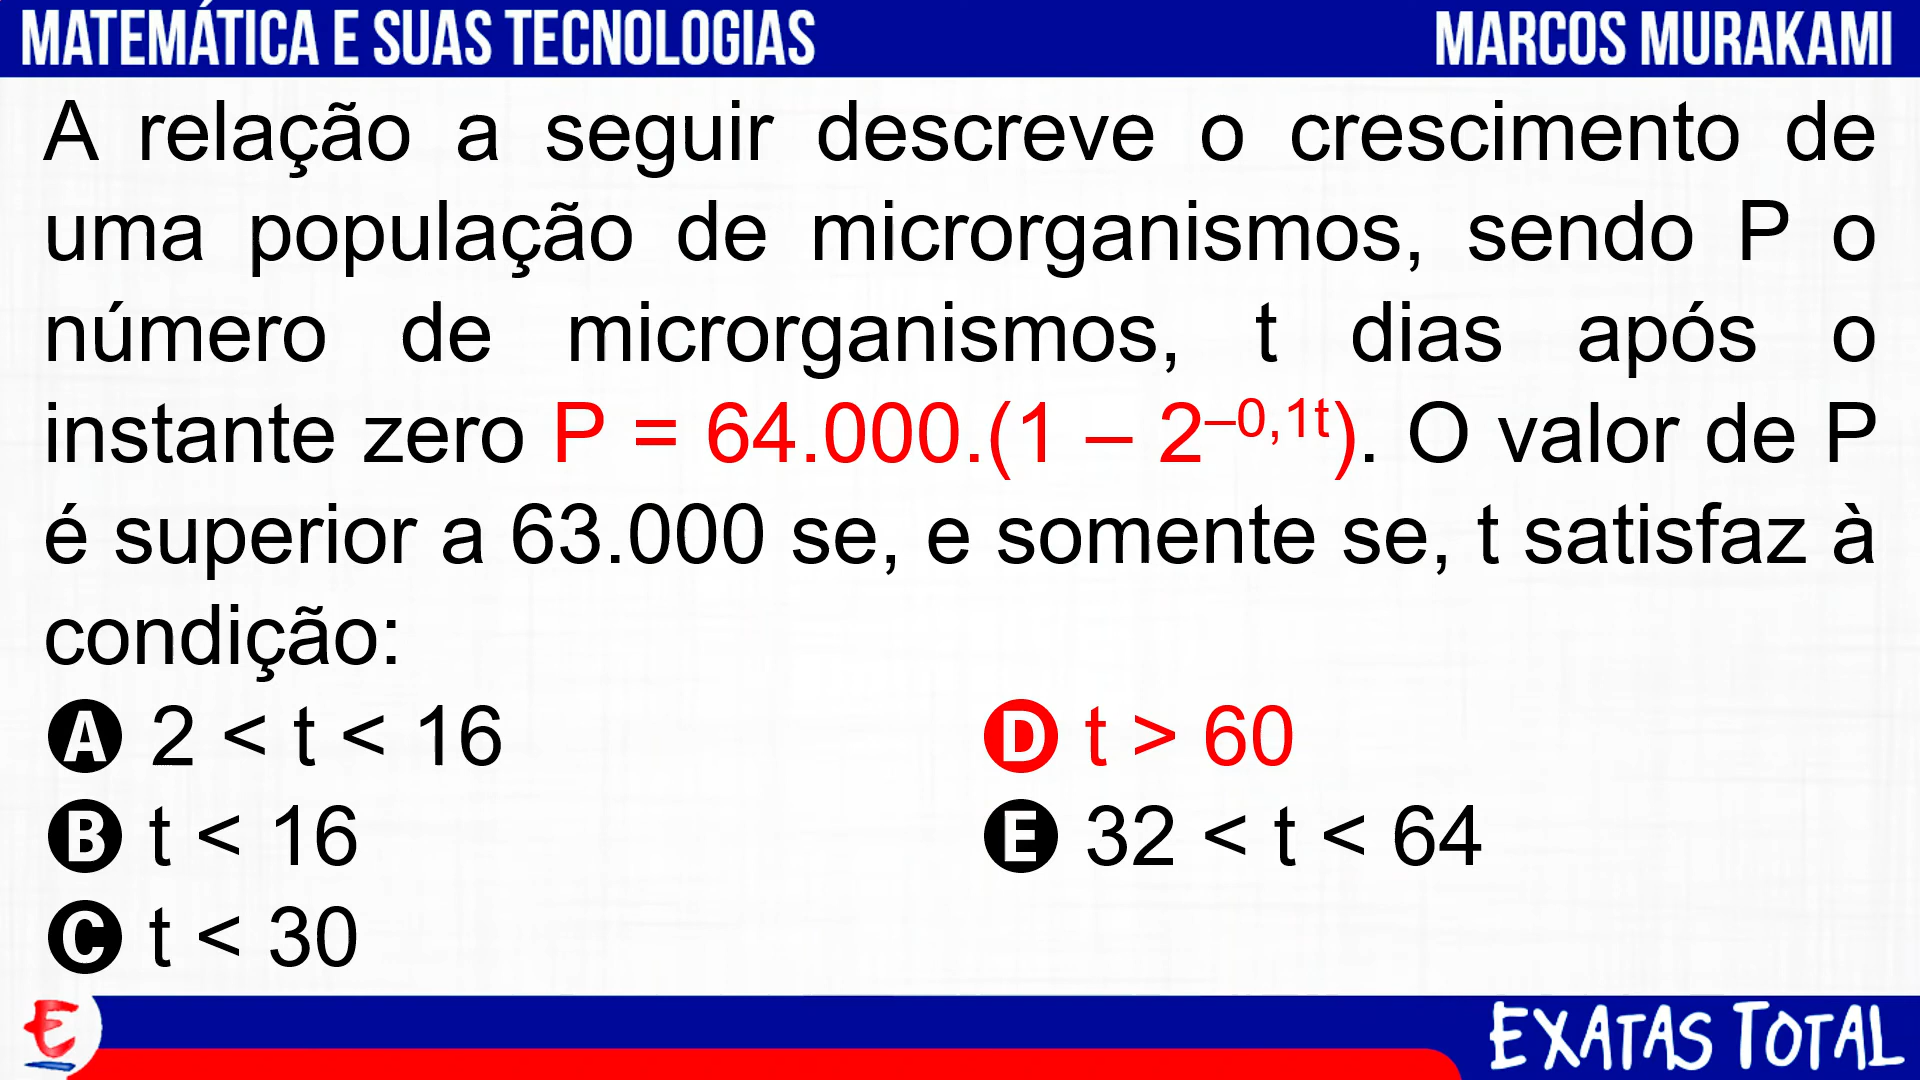 MATEMÁTICA E SUAS TECNOLOGIAS
MARCOS MURAKAMI
A relação a seguir descreve o crescimento de
uma população de microrganismos, sendo P o
número de microrganismos, t dias após o
instante zero P = 64.000.(1 – 2⁻⁰,¹ᵗ). O valor de P
é superior a 63.000 se, e somente se, t satisfaz à
condição:
A 2 < t < 16
B t < 16
C t < 30
D t > 60
E 32 < t < 64
E
EXATAS TOTAL